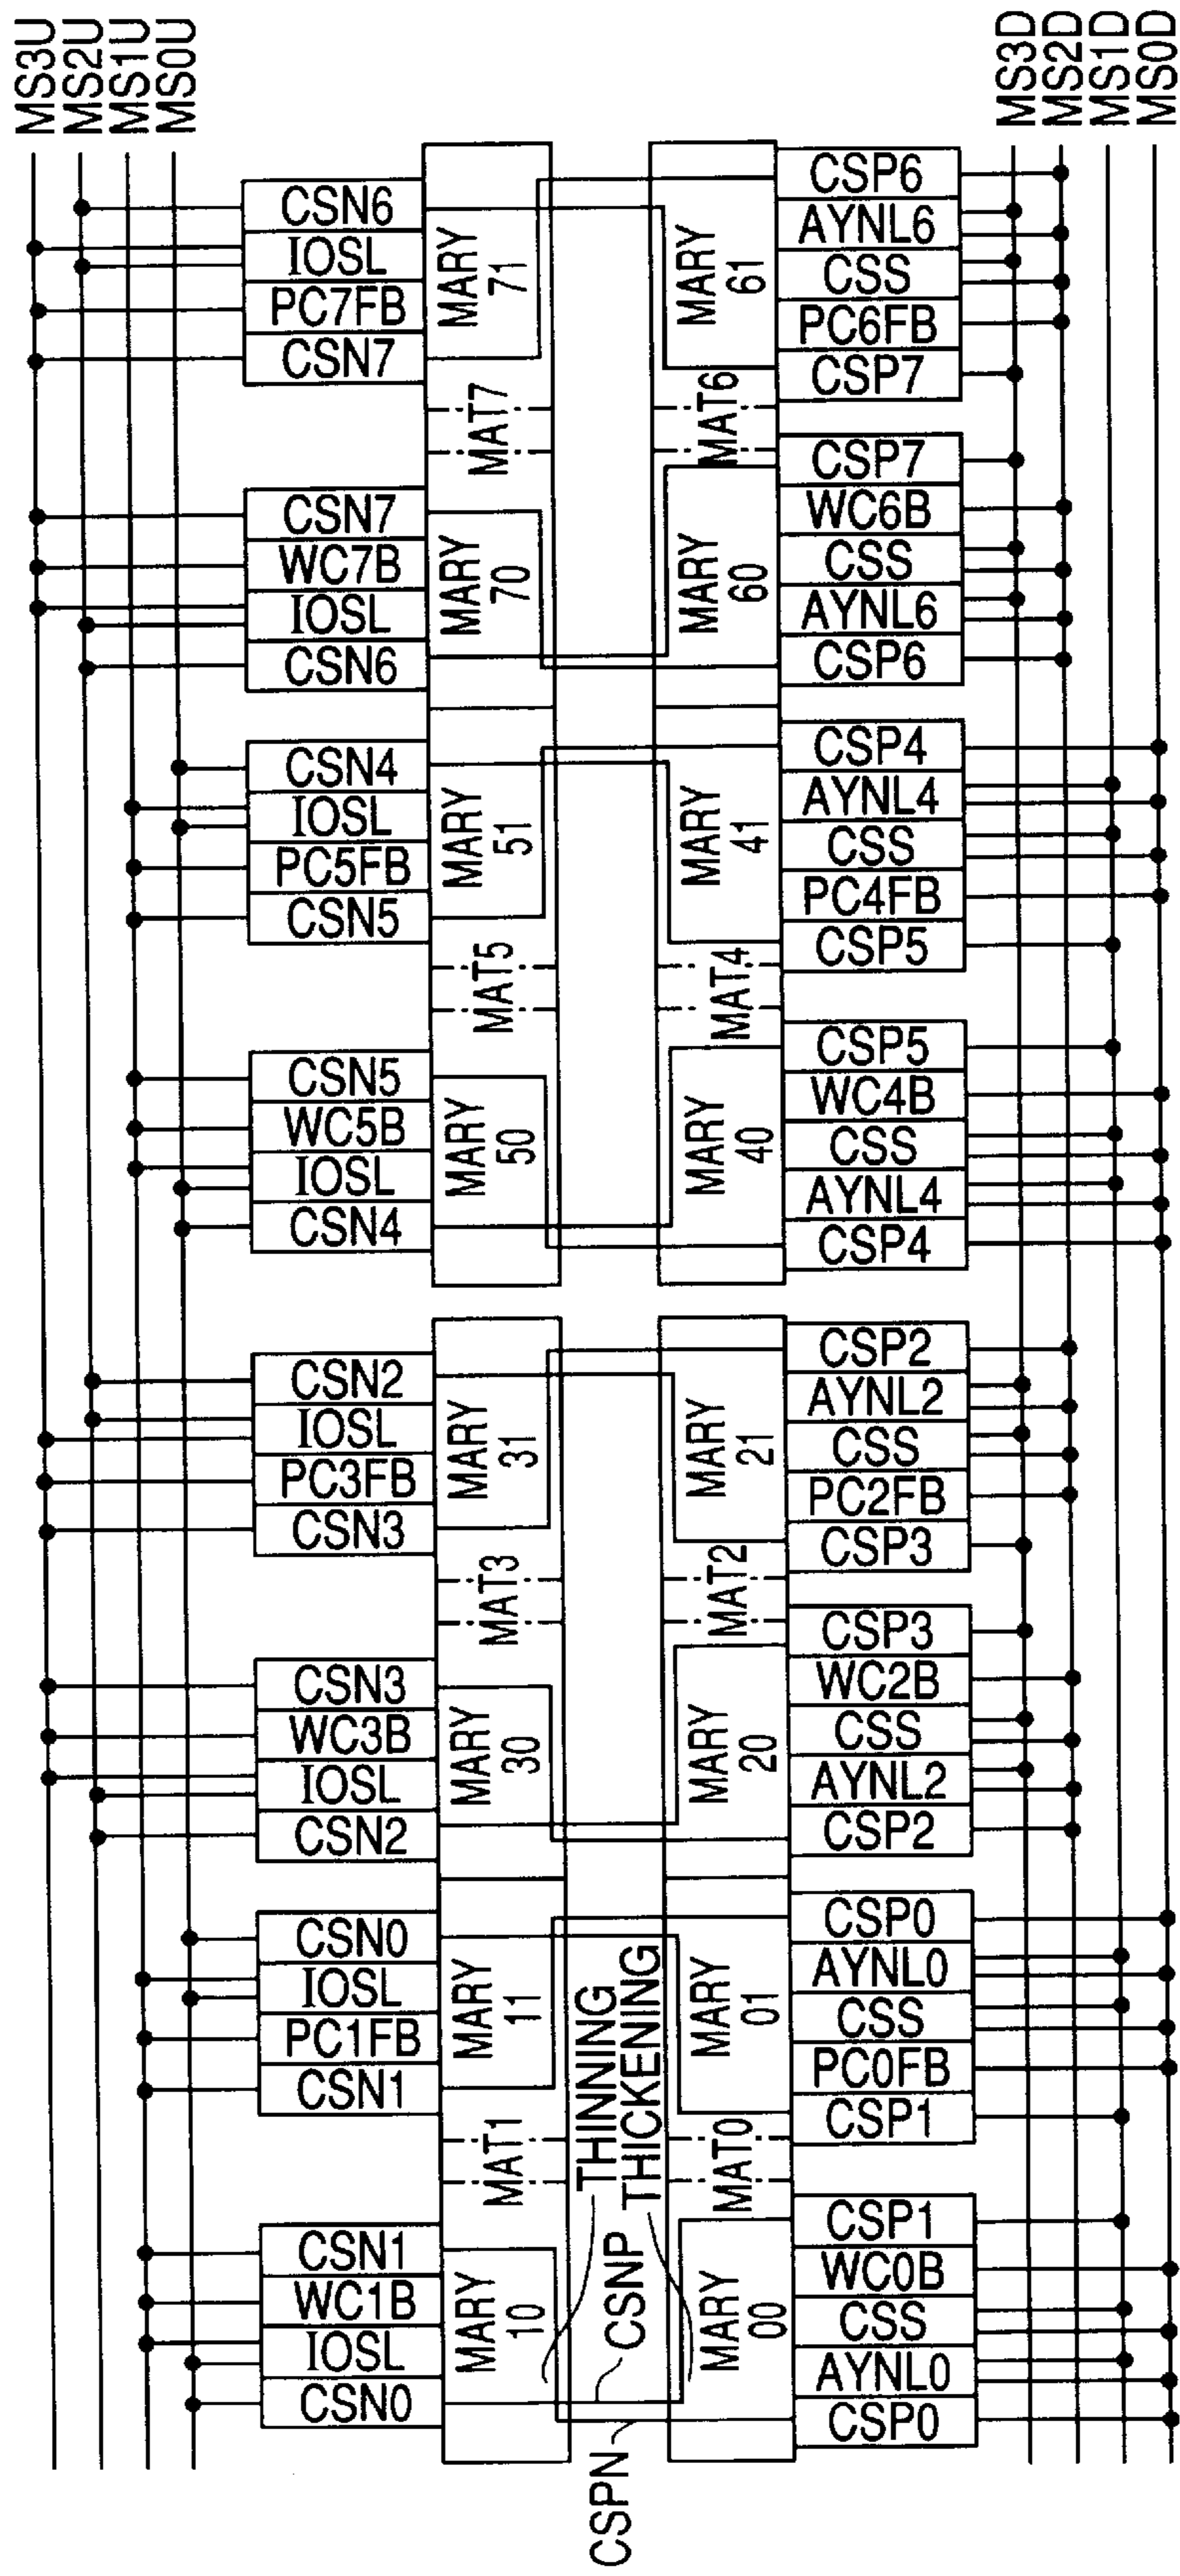 MS3U
MS2U
MS1U
MS0U
MS3D
MS2D
MS1D
MS0D
CSN6
IOSL
PC7FB
CSN7
MARY
71
MARY
61
CSP6
AYNL6
CSS
PC6FB
CSP7
MAT7
MAT6
CSN7
WC7B
IOSL
CSN6
MARY
70
MARY
60
CSP7
WC6B
CSS
AYNL6
CSP6
CSN4
IOSL
PC5FB
CSN5
MARY
51
MARY
41
CSP4
AYNL4
CSS
PC4FB
CSP5
MAT5
MAT4
CSN5
WC5B
IOSL
CSN4
MARY
50
MARY
40
CSP5
WC4B
CSS
AYNL4
CSP4
CSN2
IOSL
PC3FB
CSN3
MARY
31
MARY
21
CSP2
AYNL2
CSS
PC2FB
CSP3
MAT3
MAT2
CSN3
WC3B
IOSL
CSN2
MARY
30
MARY
20
CSP3
WC2B
CSS
AYNL2
CSP2
CSN0
IOSL
PC1FB
CSN1
MARY
11
MARY
01
CSP0
AYNL0
CSS
PC0FB
CSP1
THINNING
THICKENING
MAT1
MAT0
CSN1
WC1B
IOSL
CSN0
MARY
10
CSNP
MARY
00
CSP1
WC0B
CSS
AYNL0
CSP0
CSPN